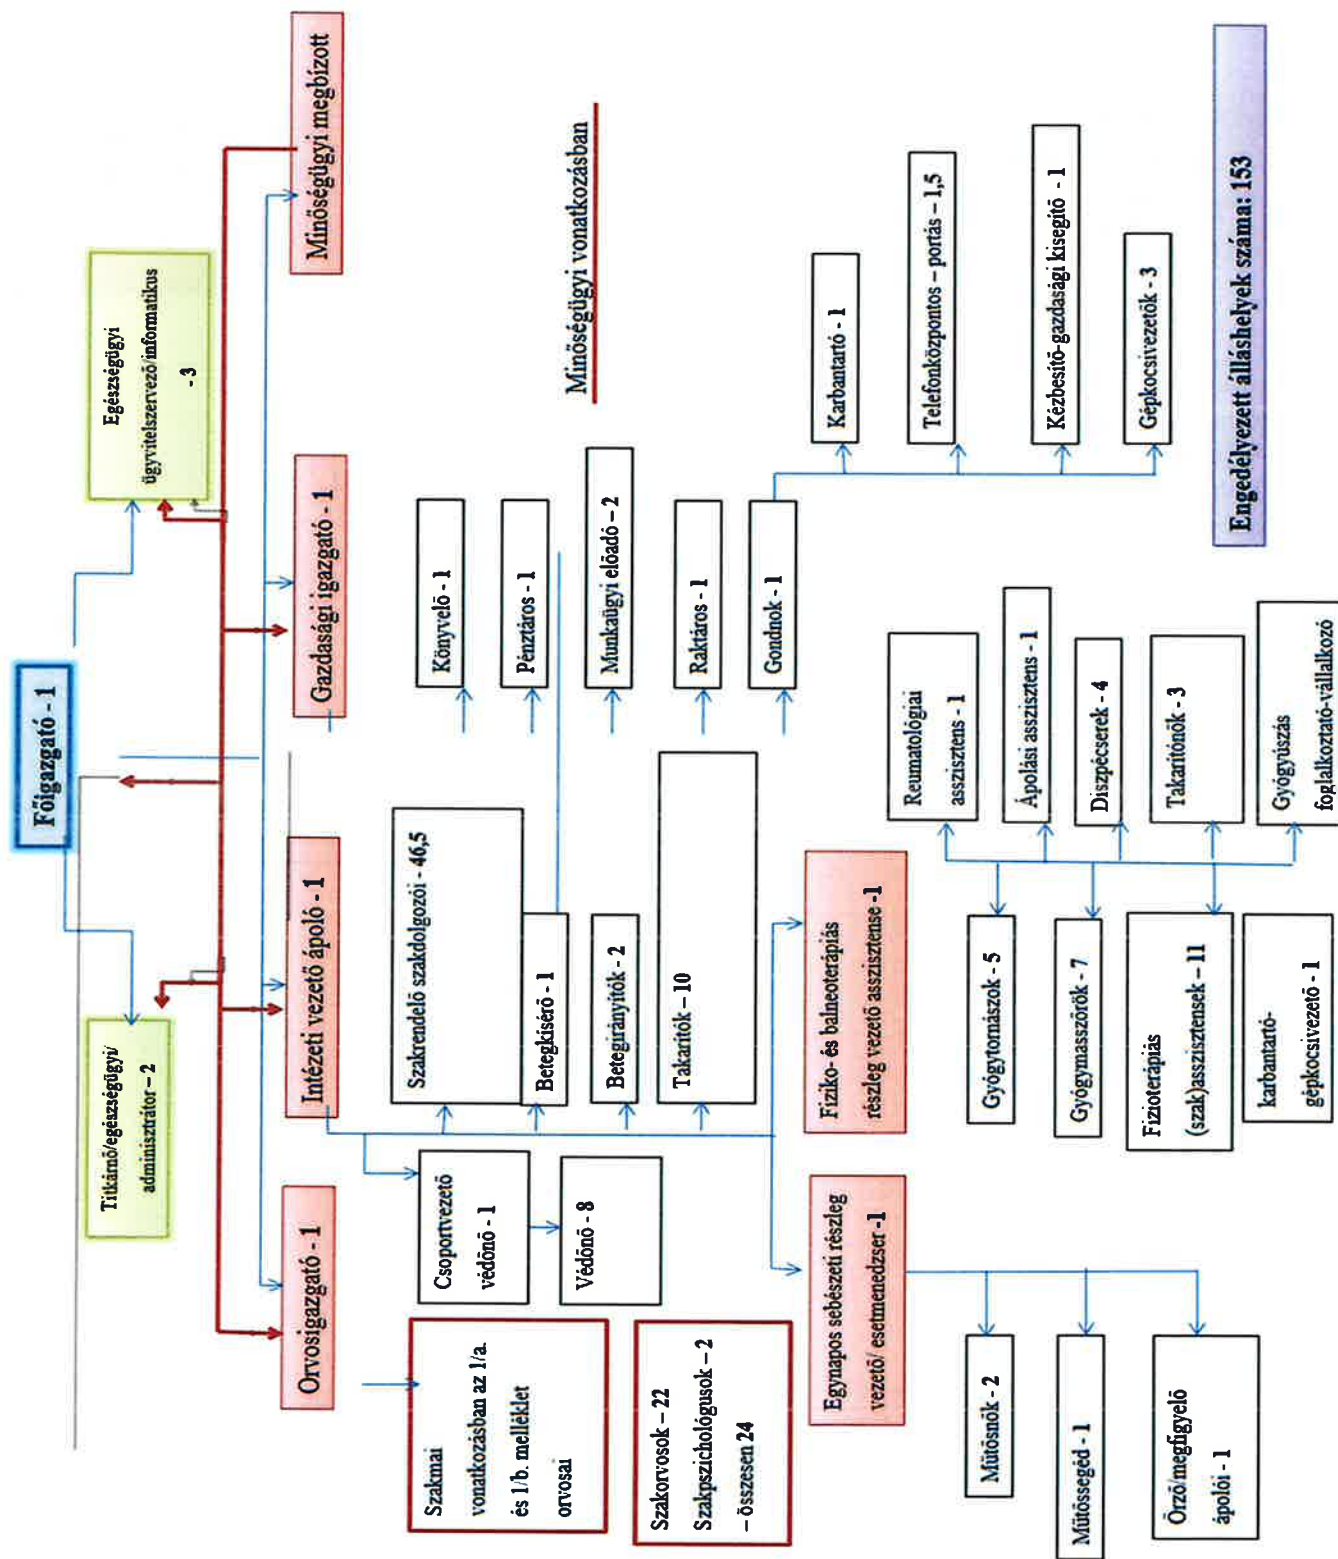 Főigazgató - 1
Titkárnő/egészségügyi/
adminisztrátor – 2
Egészségügyi
ügyvitelszervező/informatikus
- 3
Orvosigazgató - 1
Intézeti vezető ápoló - 1
Gazdasági igazgató - 1
Minőségügyi megbízott
Szakmai
vonatkozásban az 1/a.
és 1/b. melléklet
orvosai
Szakorvosok – 22
Szakpszichológusok – 2
– összesen 24
Csoportvezető
védőnő - 1
Védőnő - 8
Szakrendelő szakdolgozói - 46,5
Betegkísérő - 1
Betegirányítók - 2
Takarítók – 10
Könyvelő - 1
Pénztáros - 1
Munkaügyi előadó – 2
Raktáros - 1
Gondnok - 1
Minőségügyi vonatkozásban
Karbantartó - 1
Telefonközpontos – portás – 1,5
Kézbesítő-gazdasági kisegítő - 1
Gépkocsivezetők - 3
Egynapos sebészeti részleg
vezető/ esetmenedzser -1
Fiziko- és balneoterápiás
részleg vezető asszisztense -1
Műtősnők - 2
Műtőssegéd - 1
Őrző/megfigyelő
ápolói - 1
Gyógytornászok - 5
Gyógymasszőrök - 7
Fizioterápiás
(szak)asszisztensek – 11
karbantartó-
gépkocsivezető - 1
Reumatológiai
asszisztens - 1
Ápolási asszisztens - 1
Diszpécserek - 4
Takarítónők - 3
Gyógyúszás
foglalkoztató-vállalkozó
Engedélyezett álláshelyek száma: 153